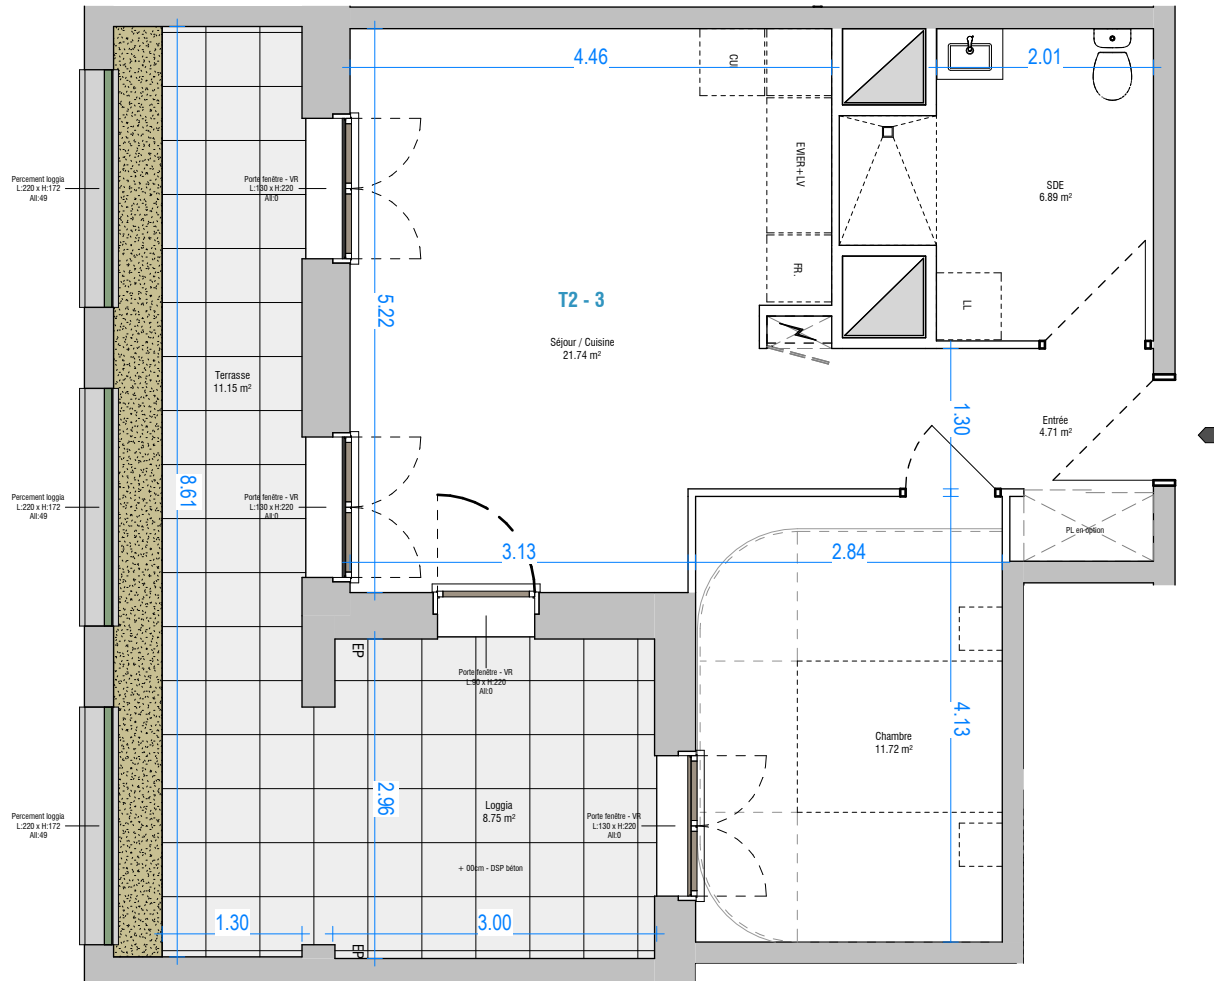 4.46
CU
2.01
EVIER+LV
Percement loggia
L:220 x H:172
All:49
Porte fenêtre - VR
L:130 x H:220
All:0
SDE
6.89 m²
FR.
LL
T2 - 3
5.22
Séjour / Cuisine
21.74 m²
Terrasse
11.15 m²
1.30
Entrée
4.71 m²
8.61
Percement loggia
L:220 x H:172
All:49
Porte fenêtre - VR
L:130 x H:220
All:0
PL en option
3.13
2.84
EP
Porte fenêtre - VR
L:90 x H:220
All:0
4.13
Chambre
11.72 m²
2.96
Loggia
8.75 m²
Percement loggia
L:220 x H:172
All:49
Porte fenêtre - VR
L:130 x H:220
All:0
+ 00cm - DSP béton
1.30
3.00
EP